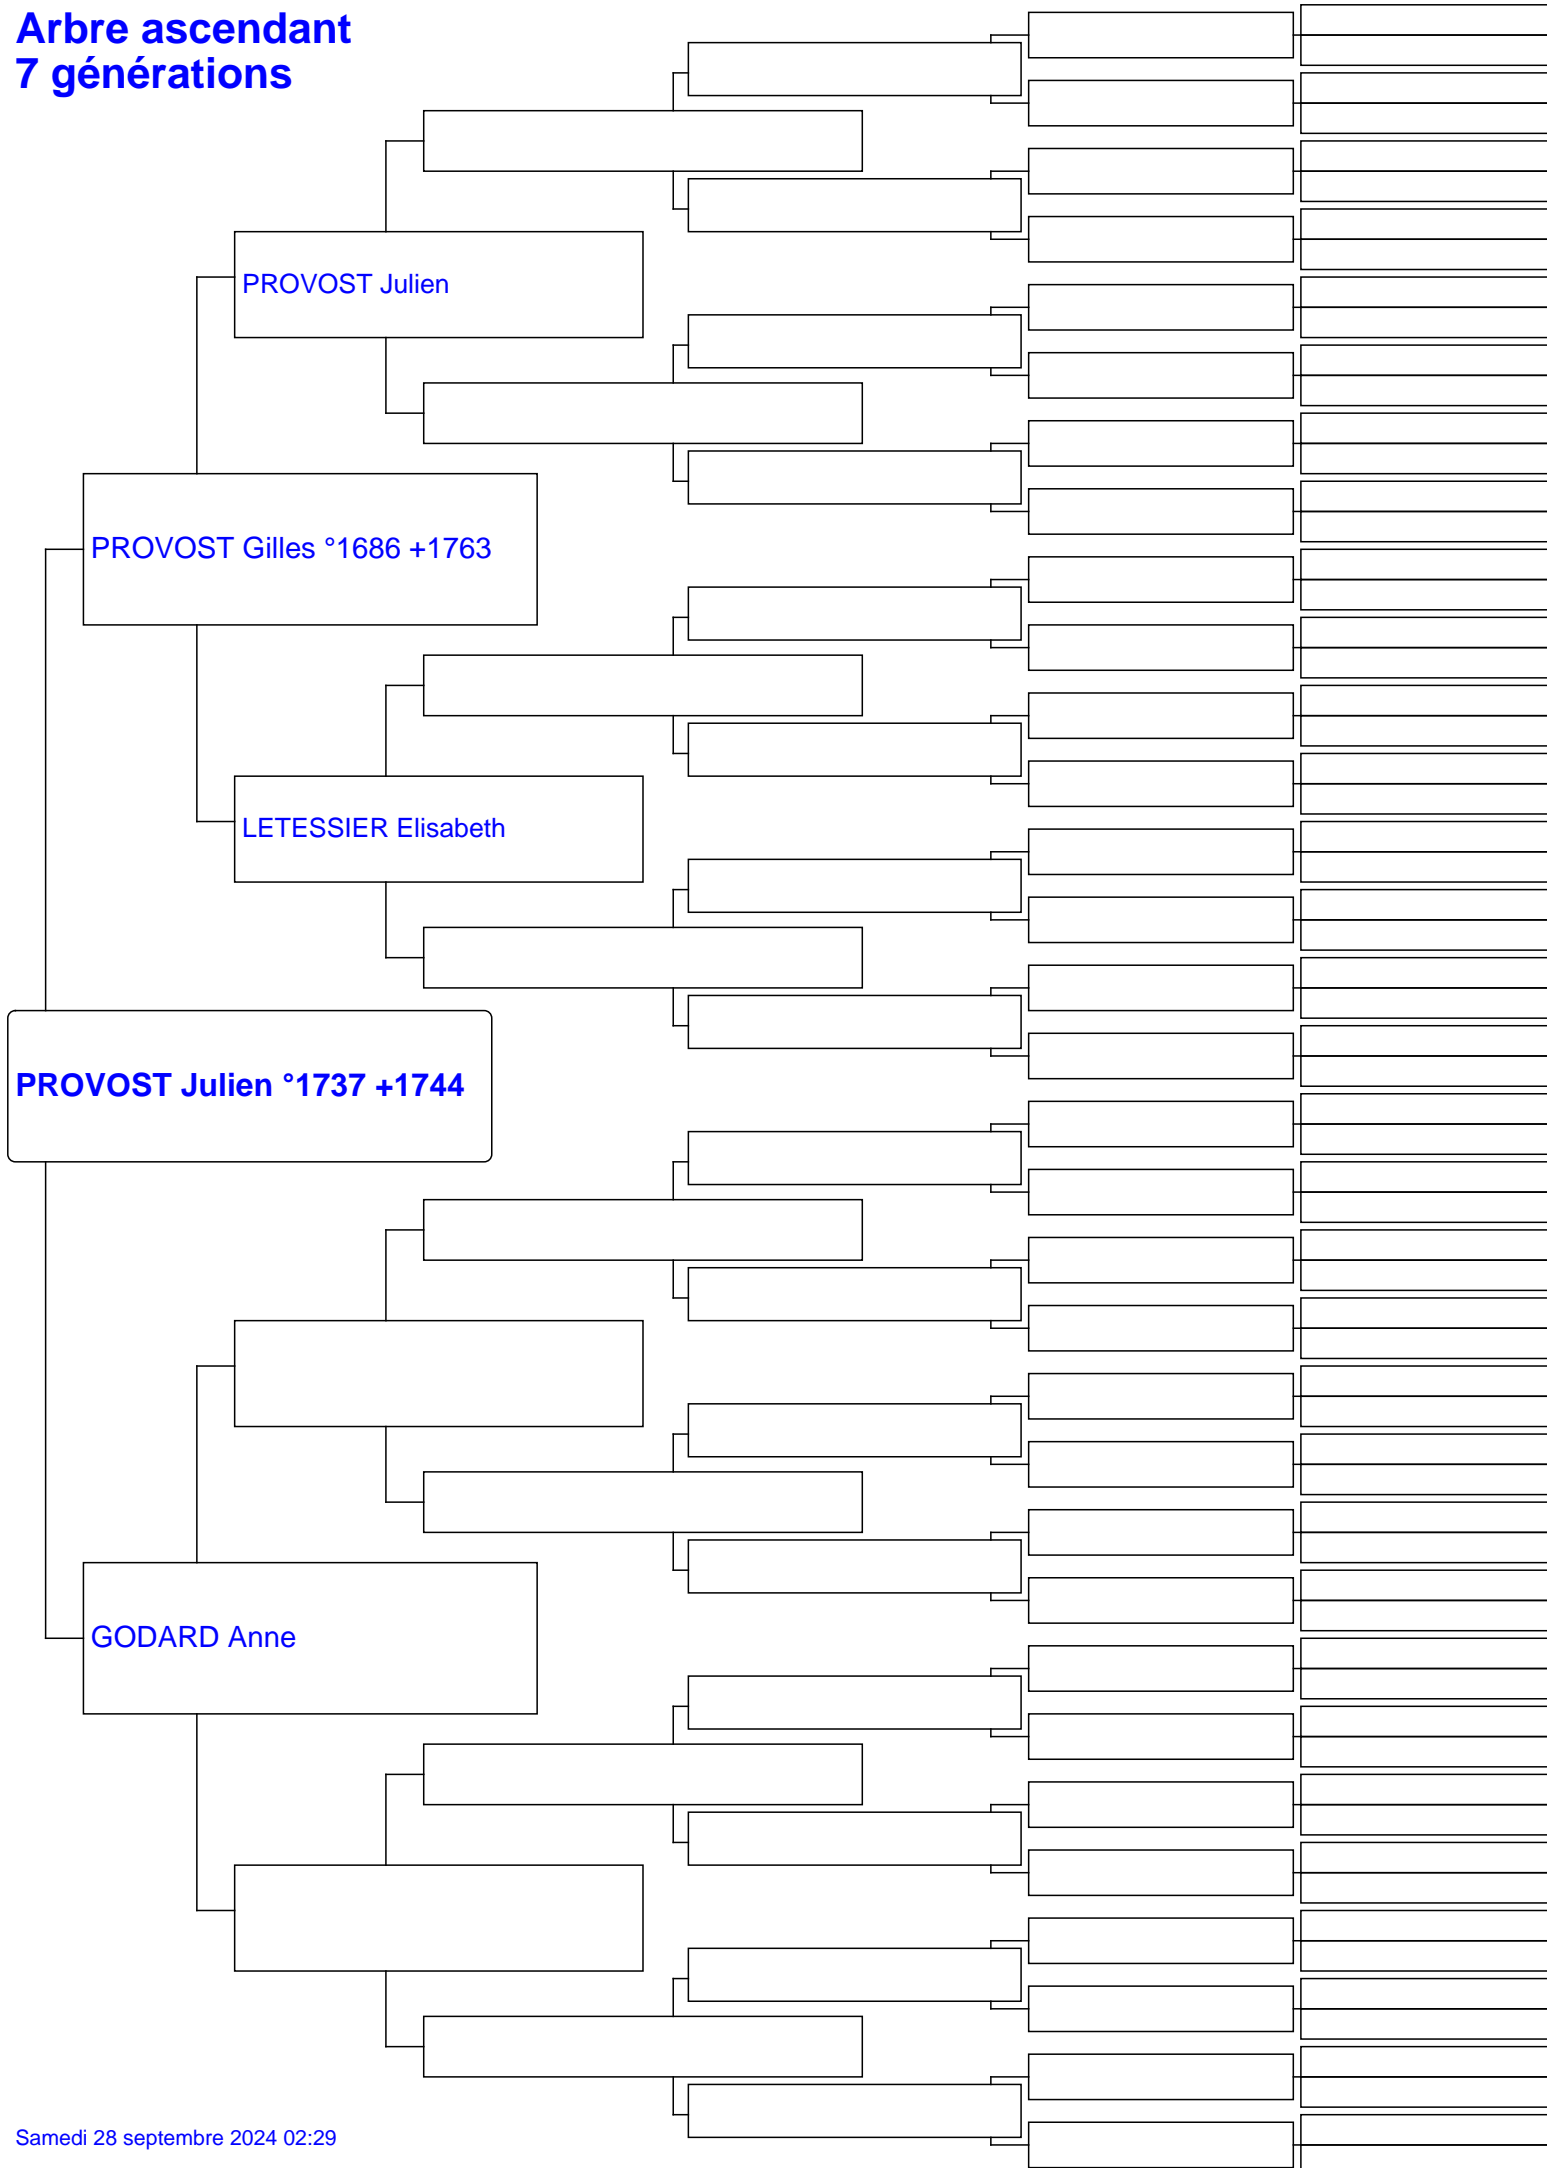 Arbre ascendant
7 générations
PROVOST Julien
PROVOST Gilles °1686 +1763
LETESSIER Elisabeth
PROVOST Julien °1737 +1744
GODARD Anne
Samedi 28 septembre 2024 02:29